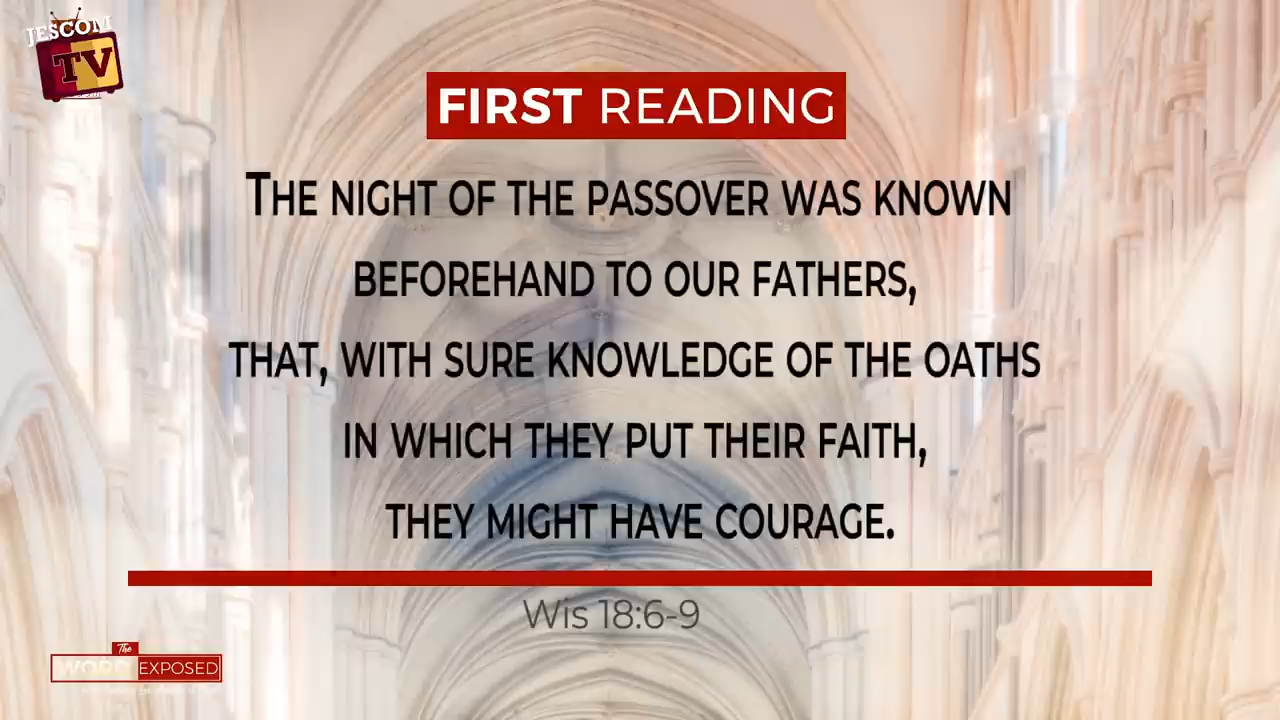 JESCOM
TV
FIRST READING
THE NIGHT OF THE PASSOVER WAS KNOWN
BEFOREHAND TO OUR FATHERS,
THAT, WITH SURE KNOWLEDGE OF THE OATHS
IN WHICH THEY PUT THEIR FAITH,
THEY MIGHT HAVE COURAGE.
Wis 18:6-9
The
WORD EXPOSED